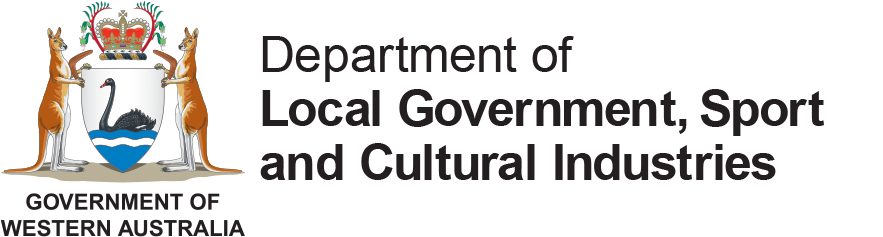 Department of
Local Government, Sport
and Cultural Industries
GOVERNMENT OF
WESTERN AUSTRALIA